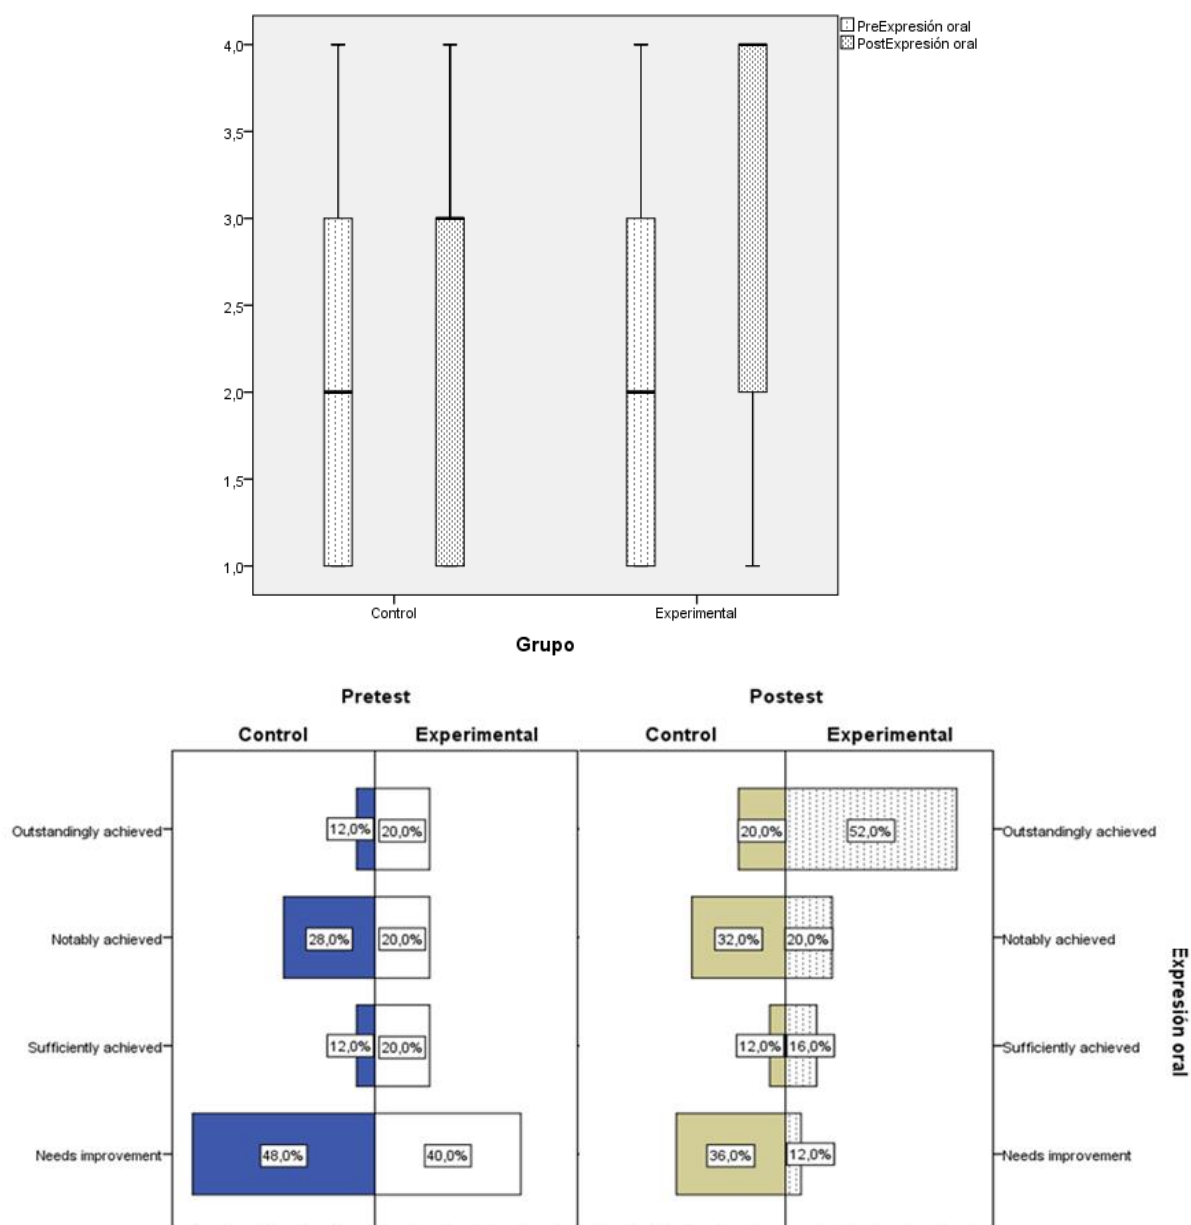 PreExpresión oral
PostExpresión oral
4,0
3,5
3,0
2,5
2,0
1,5
1,0
Control
Experimental
Grupo
Pretest
Postest
Control
Experimental
Control
Experimental
Outstandingly achieved
12,0%
20,0%
20,0%
52,0%
Outstandingly achieved
Notably achieved
28,0%
20,0%
32,0%
20,0%
Notably achieved
Sufficiently achieved
12,0%
20,0%
12,0%
16,0%
Sufficiently achieved
Needs improvement
48,0%
40,0%
36,0%
12,0%
Needs improvement
Expresión oral